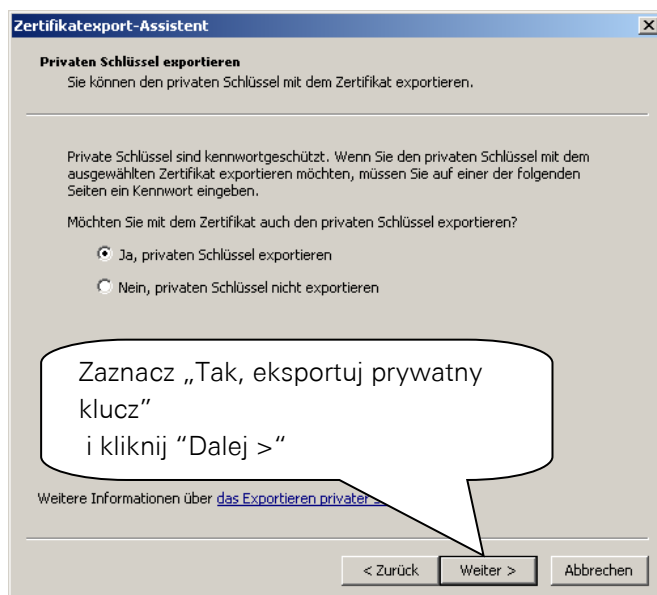 Zertifikatexport-Assistent
Privaten Schlüssel exportieren
Sie können den privaten Schlüssel mit dem Zertifikat exportieren.
Private Schlüssel sind kennwortgeschützt. Wenn Sie den privaten Schlüssel mit dem
ausgewählten Zertifikat exportieren möchten, müssen Sie auf einer der folgenden
Seiten ein Kennwort eingeben.
Möchten Sie mit dem Zertifikat auch den privaten Schlüssel exportieren?
Ja, privaten Schlüssel exportieren
Nein, privaten Schlüssel nicht exportieren
Zaznacz „Tak, eksportuj prywatny
klucz”
i kliknij “Dalej >“
Weitere Informationen über das Exportieren privater
< Zurück Weiter > Abbrechen